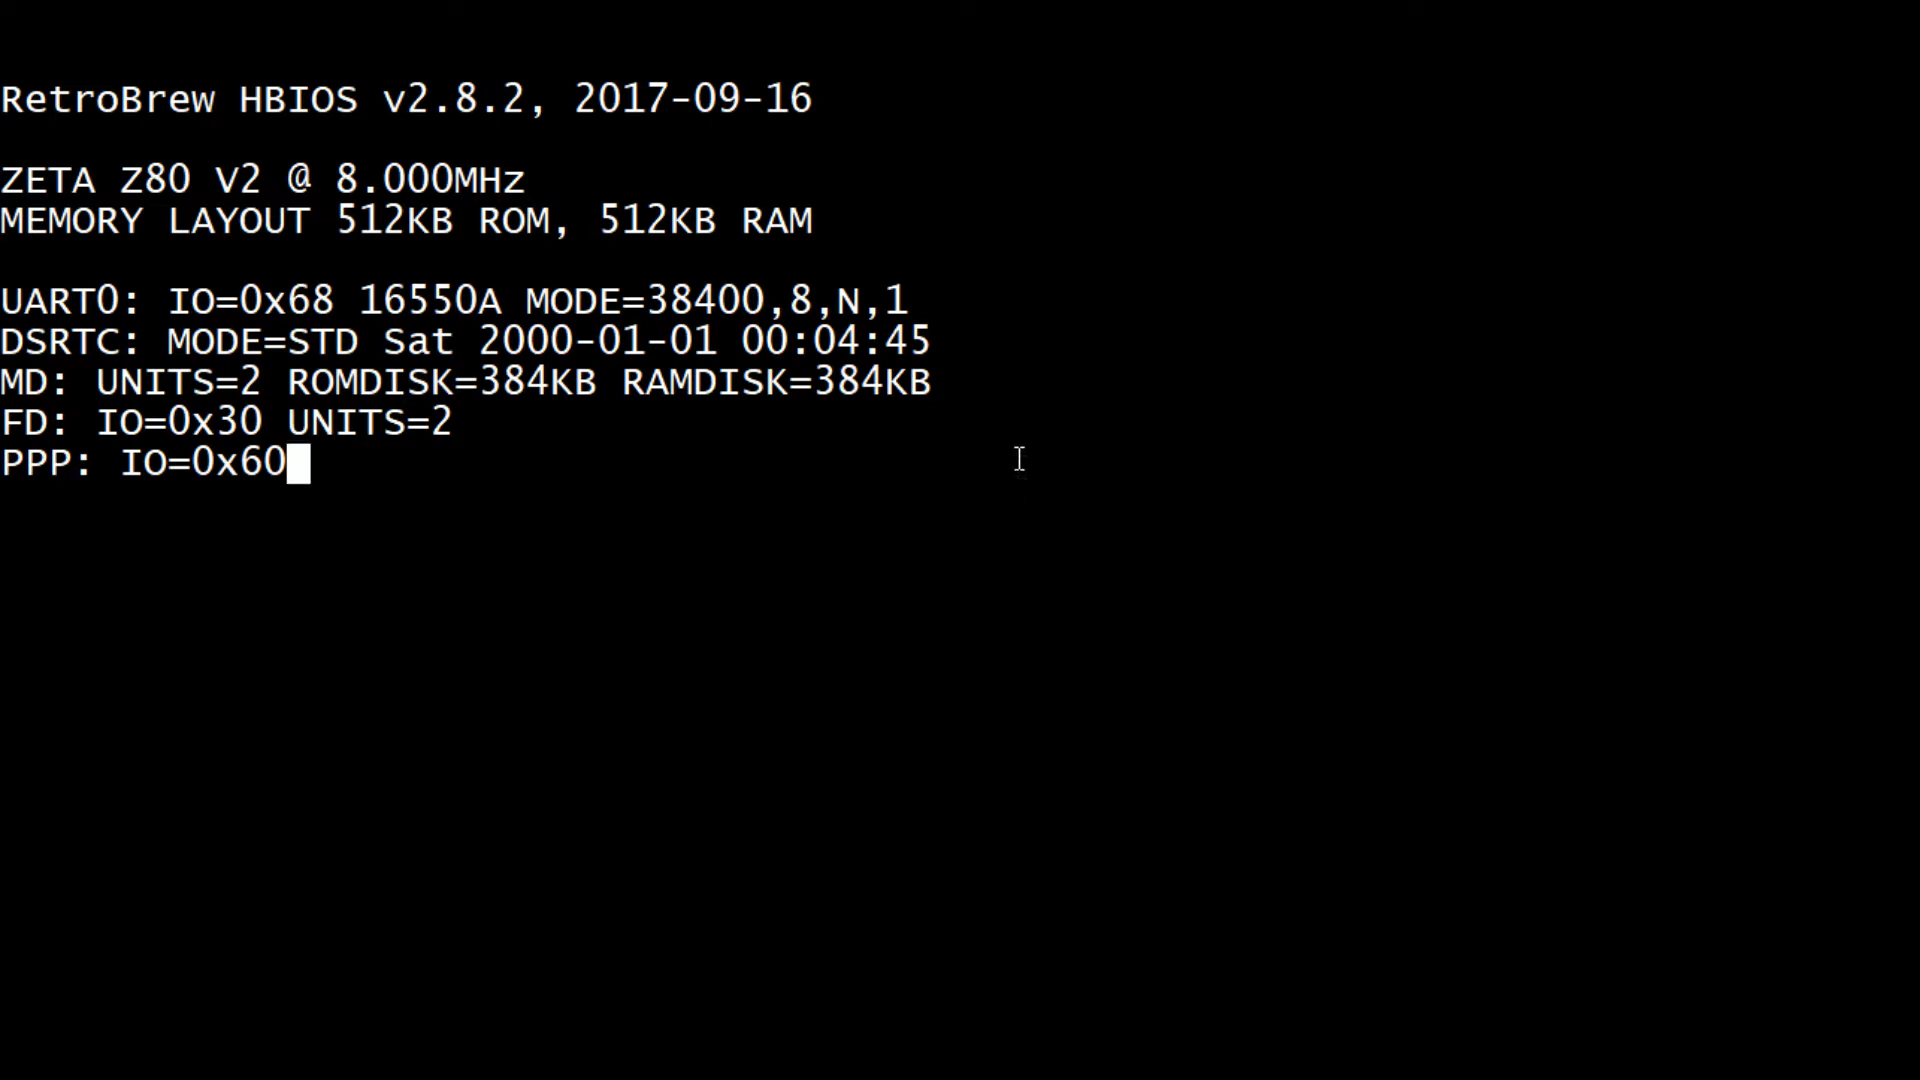 RetroBrew HBIOS v2.8.2, 2017-09-16
ZETA Z80 V2 @ 8.000MHz
MEMORY LAYOUT 512KB ROM, 512KB RAM
UART0: IO=0x68 16550A MODE=38400,8,N,1
DSRTC: MODE=STD Sat 2000-01-01 00:04:45
MD: UNITS=2 ROMDISK=384KB RAMDISK=384KB
FD: IO=0x30 UNITS=2
PPP: IO=0x60